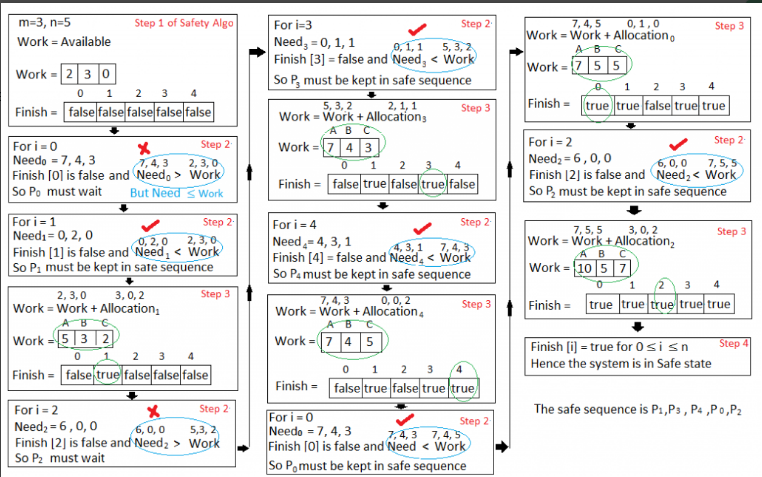 m=3, n=5 Step 1 of Safety Algo
Work = Available
Work = 2 3 0
0 1 2 3 4
Finish = false false false false false
For i = 0 Step 2
Need₀ = 7, 4, 3 7, 4, 3 2, 3, 0
Finish [0] is false and Need₀ > Work
So P₀ must wait But Need ≤ Work
For i = 1 Step 2
Need₁ = 0, 2, 0 0, 2, 0 2, 3, 0
Finish [1] is false and Need₁ < Work
So P₁ must be kept in safe sequence
2, 3, 0 3, 0, 2 Step 3
Work = Work + Allocation₁
A B C
Work = 5 3 2
0 1 2 3 4
Finish = false true false false false
For i = 2 Step 2
Need₂ = 6, 0, 0 6, 0, 0 5,3, 2
Finish [2] is false and Need₂ > Work
So P₂ must wait
For i=3 Step 2
Need₃ = 0, 1, 1 0, 1, 1 5, 3, 2
Finish [3] = false and Need₃ < Work
So P₃ must be kept in safe sequence
5, 3, 2 2, 1, 1 Step 3
Work = Work + Allocation₃
A B C
Work = 7 4 3
0 1 2 3 4
Finish = false true false true false
For i = 4 Step 2
Need₄ = 4, 3, 1 4, 3, 1 7, 4, 3
Finish [4] = false and Need₄ < Work
So P₄ must be kept in safe sequence
7, 4, 3 0, 0, 2 Step 3
Work = Work + Allocation₄
A B C
Work = 7 4 5
0 1 2 3 4
Finish = false true false true true
For i = 0 Step 2
Need₀ = 7, 4, 3 7, 4, 3 7, 4, 5
Finish [0] is false and Need < Work
So P₀ must be kept in safe sequence
7, 4, 5 0, 1, 0 Step 3
Work = Work + Allocation₀
A B C
Work = 7 5 5
0 1 2 3 4
Finish = true true false true true
For i = 2 Step 2
Need₂ = 6, 0, 0 6, 0, 0 7, 5, 5
Finish [2] is false and Need₂ < Work
So P₂ must be kept in safe sequence
7, 5, 5 3, 0, 2 Step 3
Work = Work + Allocation₂
A B C
Work = 10 5 7
0 1 2 3 4
Finish = true true true true true
Finish [i] = true for 0 ≤ i ≤ n Step 4
Hence the system is in Safe state
The safe sequence is P₁,P₃ , P₄ ,P₀,P₂